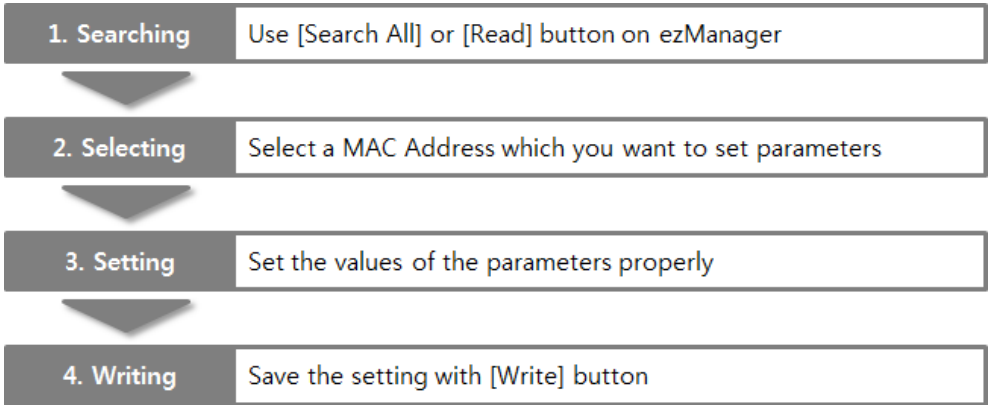 1. Searching Use [Search All] or [Read] button on ezManager
2. Selecting Select a MAC Address which you want to set parameters
3. Setting Set the values of the parameters properly
4. Writing Save the setting with [Write] button